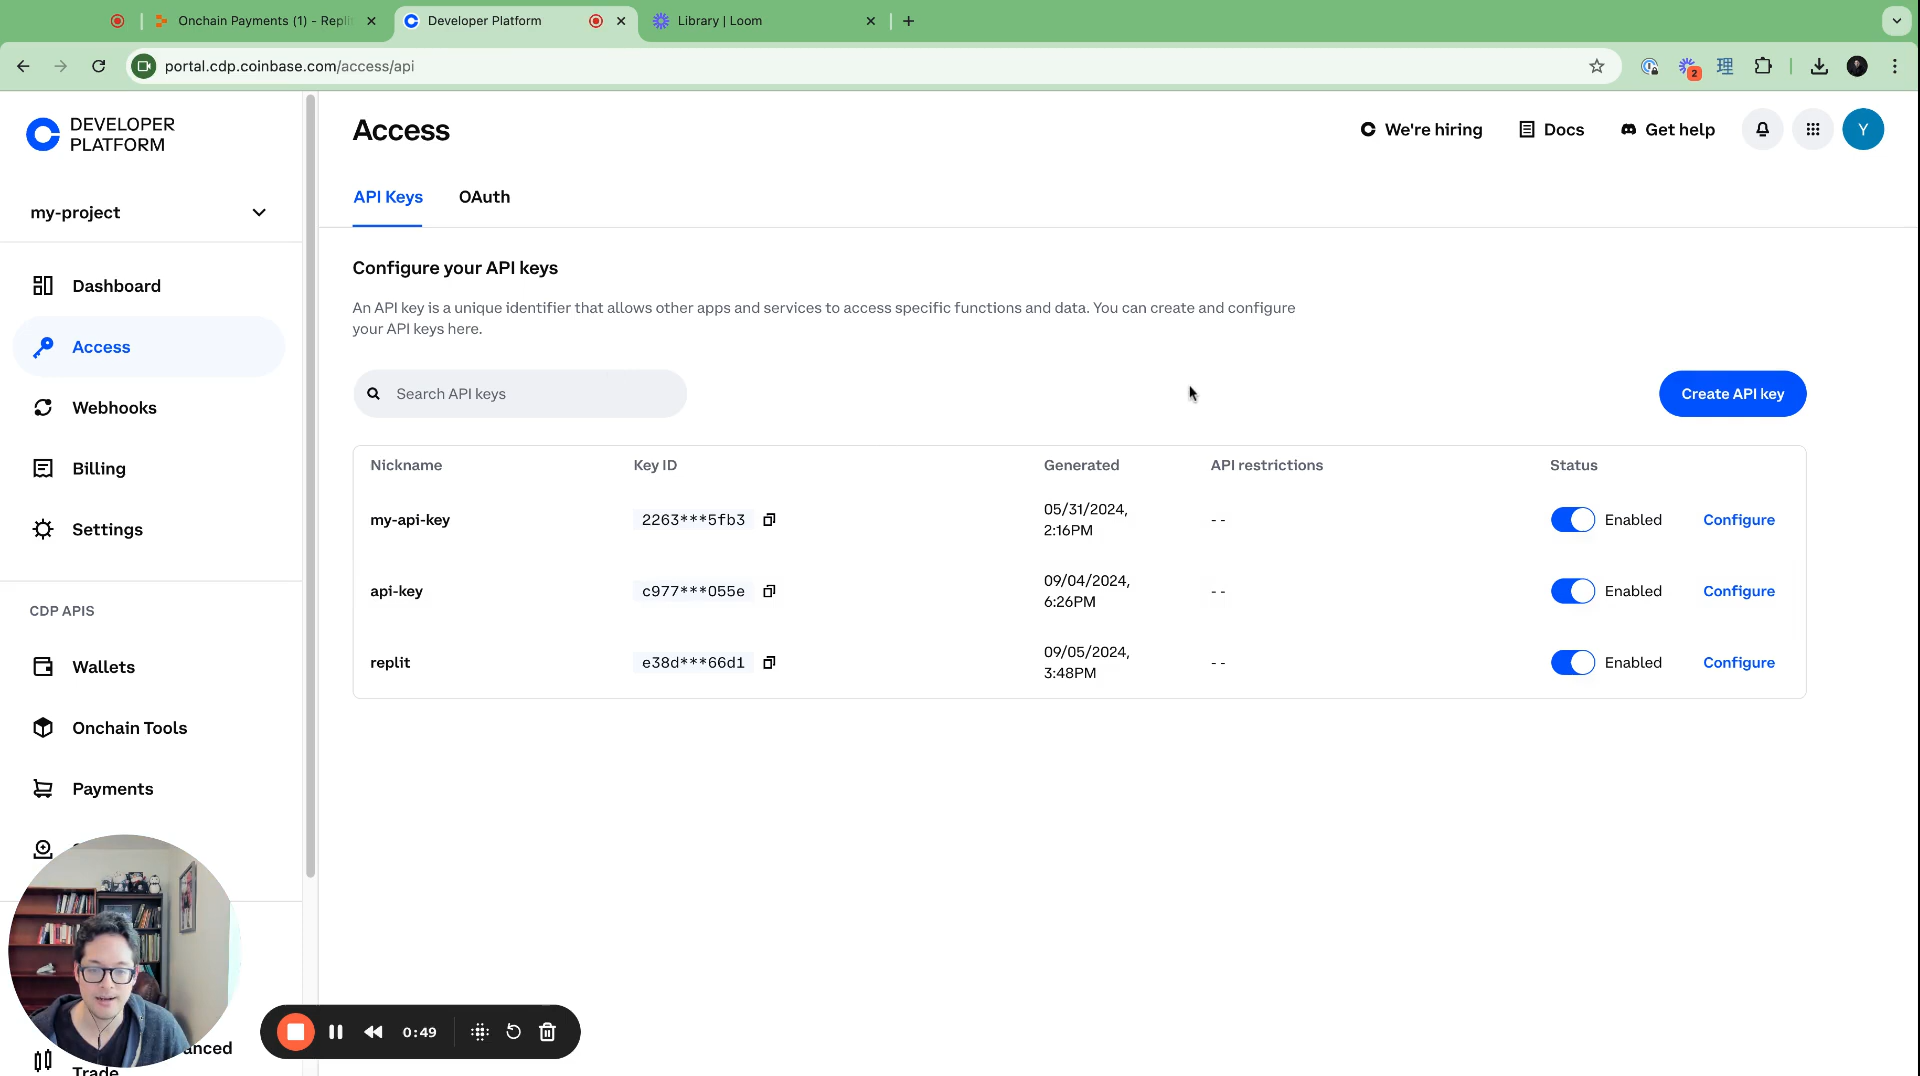 Onchain Payments (1) - Repli
Developer Platform
Library | Loom
portal.cdp.coinbase.com/access/api
2
DEVELOPER
PLATFORM
Access
We're hiring
Docs
Get help
Y
my-project
API Keys
OAuth
Dashboard
Access
Webhooks
Billing
Settings
CDP APIS
Wallets
Onchain Tools
Payments
anced
Trade
Configure your API keys
An API key is a unique identifier that allows other apps and services to access specific functions and data. You can create and configure
your API keys here.
Search API keys
Create API key
Nickname
Key ID
Generated
API restrictions
Status
my-api-key
2263***5fb3
05/31/2024,
2:16PM
--
Enabled
Configure
api-key
c977***055e
09/04/2024,
6:26PM
--
Enabled
Configure
replit
e38d***66d1
09/05/2024,
3:48PM
--
Enabled
Configure
0:49